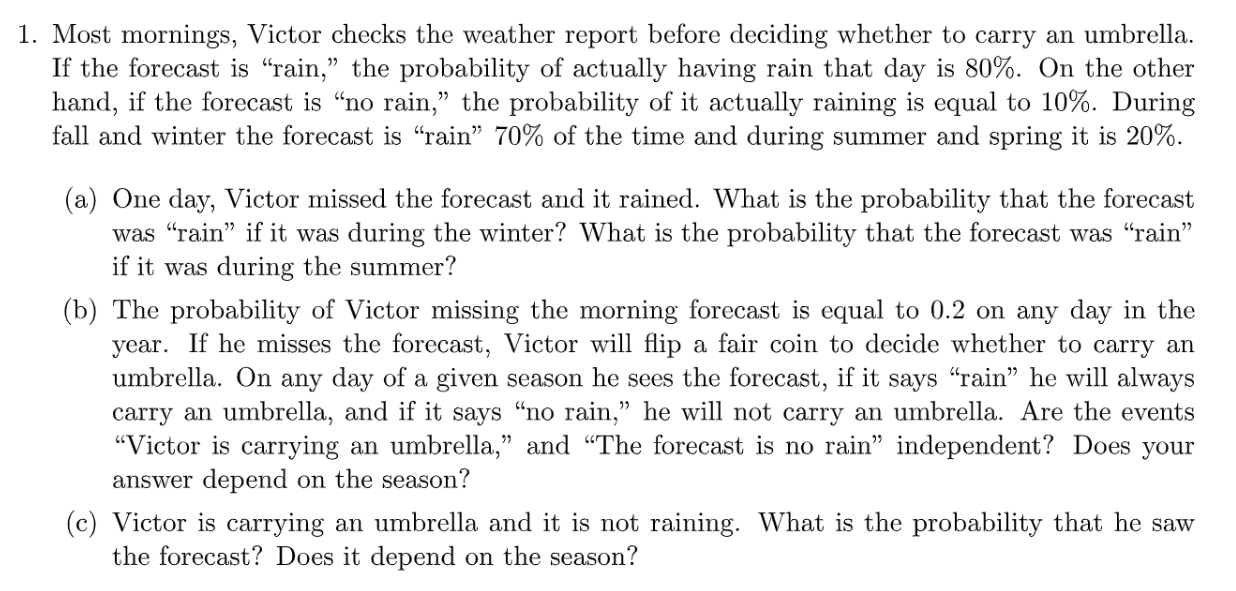 1. Most mornings, Victor checks the weather report before deciding whether to carry an umbrella.
If the forecast is “rain,” the probability of actually having rain that day is 80%. On the other
hand, if the forecast is “no rain,” the probability of it actually raining is equal to 10%. During
fall and winter the forecast is “rain” 70% of the time and during summer and spring it is 20%.
(a) One day, Victor missed the forecast and it rained. What is the probability that the forecast
was “rain” if it was during the winter? What is the probability that the forecast was “rain”
if it was during the summer?
(b) The probability of Victor missing the morning forecast is equal to 0.2 on any day in the
year. If he misses the forecast, Victor will flip a fair coin to decide whether to carry an
umbrella. On any day of a given season he sees the forecast, if it says “rain” he will always
carry an umbrella, and if it says “no rain,” he will not carry an umbrella. Are the events
“Victor is carrying an umbrella,” and “The forecast is no rain” independent? Does your
answer depend on the season?
(c) Victor is carrying an umbrella and it is not raining. What is the probability that he saw
the forecast? Does it depend on the season?